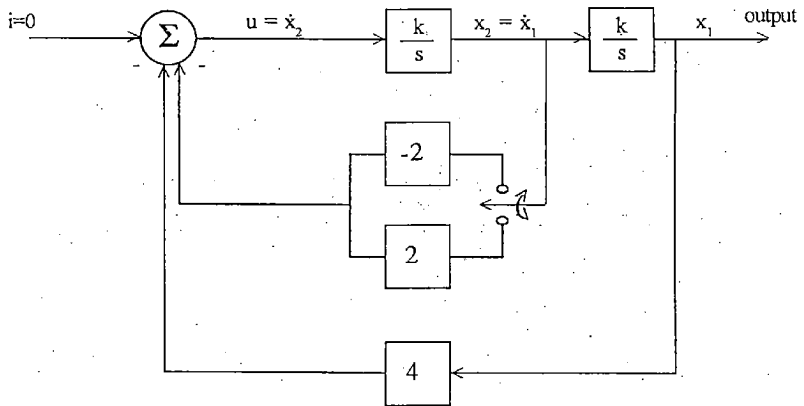 i=0
Σ
u = ẋ₂
k
s
x₂ = ẋ₁
k
s
x₁
output
-
-
-2
2
4